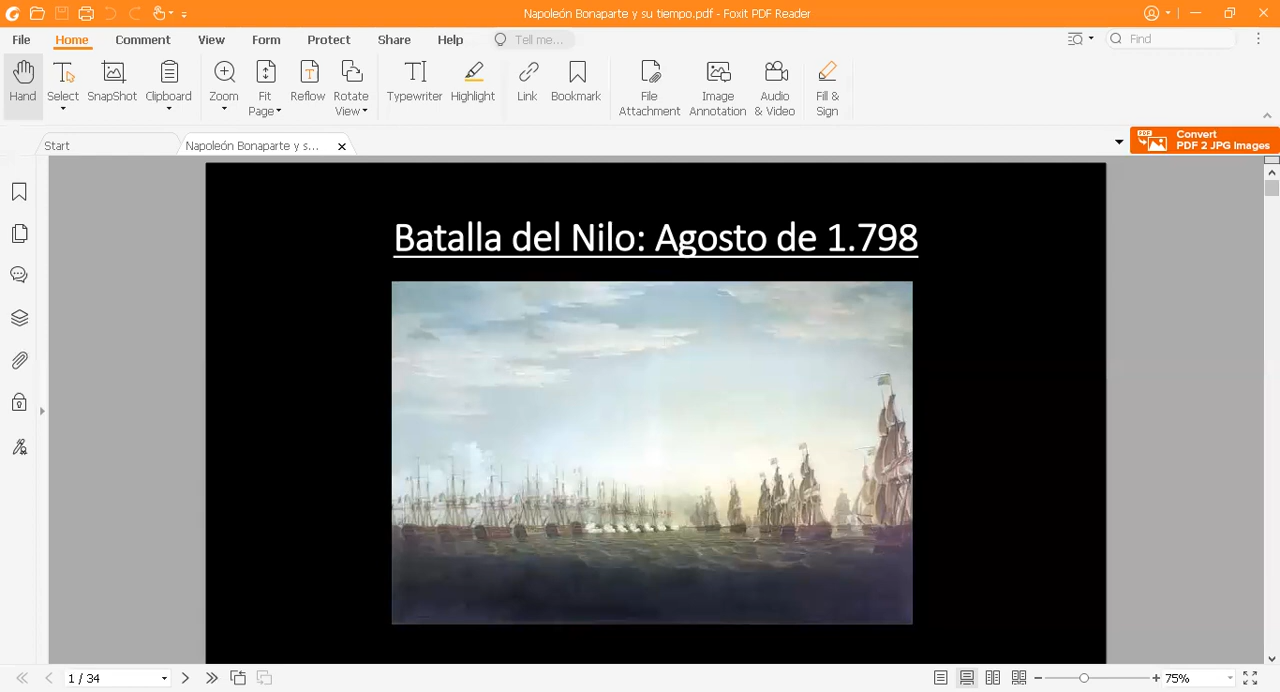 Napoleón Bonaparte y su tiempo.pdf - Foxit PDF Reader
File Home Comment View Form Protect Share Help Tell me... Find
Hand Select SnapShot Clipboard Zoom Fit Page Reflow Rotate View Typewriter Highlight Link Bookmark File Attachment Image Annotation Audio & Video Fill & Sign
Start Napoleón Bonaparte y s...
PDF Convert
PDF 2 JPG Images
Batalla del Nilo: Agosto de 1.798
1 / 34 75%